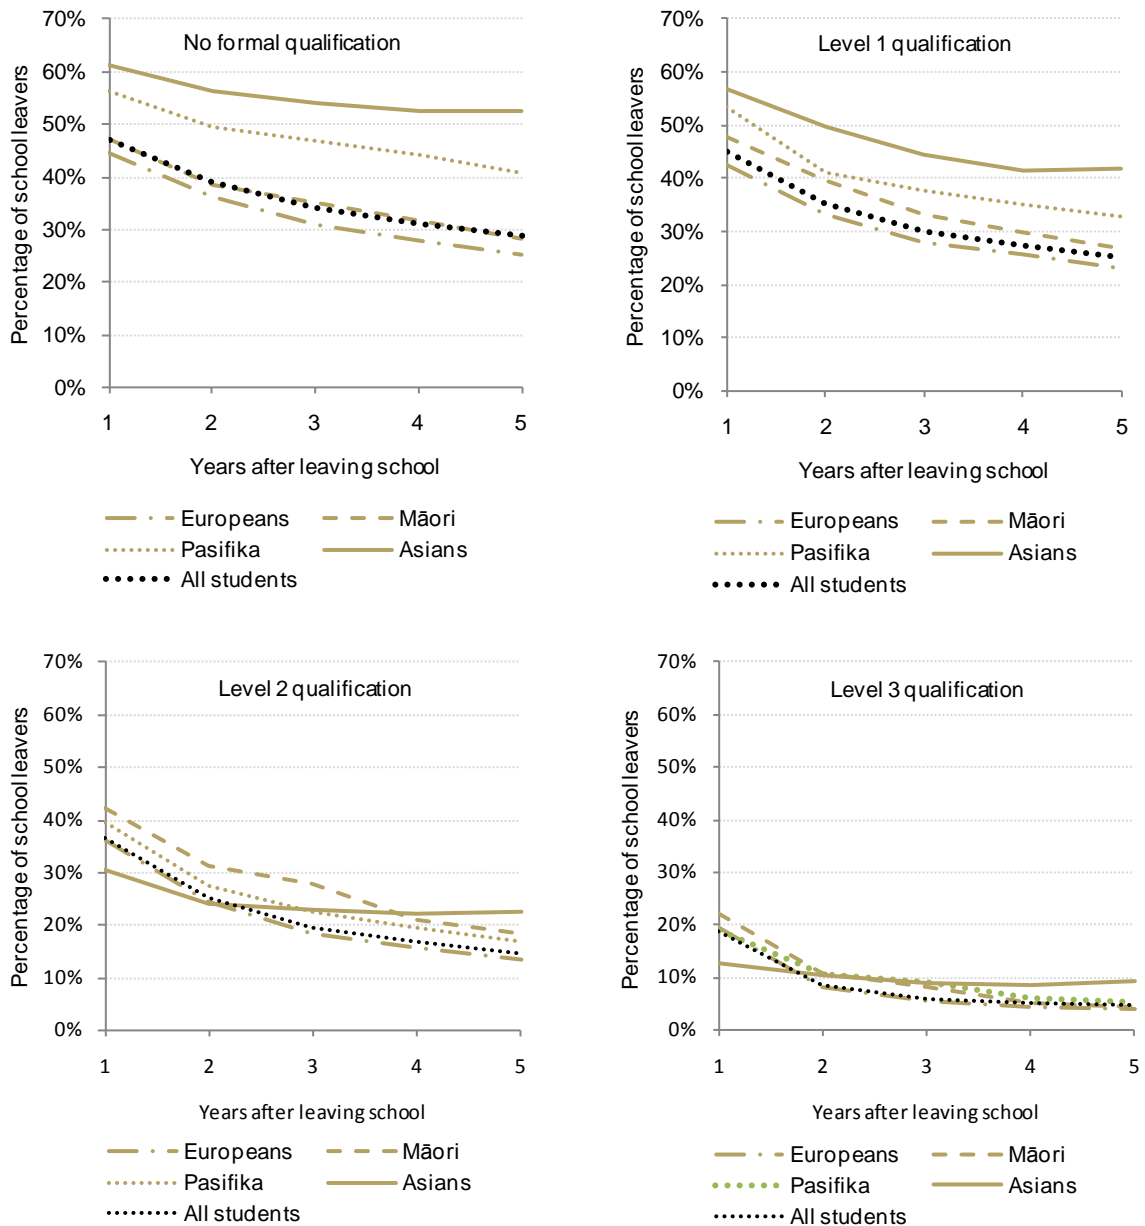 No formal qualification
Percentage of school leavers
70%
60%
50%
40%
30%
20%
10%
0%
1 2 3 4 5
Years after leaving school
Europeans Māori
Pasifika Asians
All students
Level 1 qualification
Percentage of school leavers
70%
60%
50%
40%
30%
20%
10%
0%
1 2 3 4 5
Years after leaving school
Europeans Māori
Pasifika Asians
All students
Level 2 qualification
Percentage of school leavers
70%
60%
50%
40%
30%
20%
10%
0%
1 2 3 4 5
Years after leaving school
Europeans Māori
Pasifika Asians
All students
Level 3 qualification
Percentage of school leavers
70%
60%
50%
40%
30%
20%
10%
0%
1 2 3 4 5
Years after leaving school
Europeans Māori
Pasifika Asians
All students